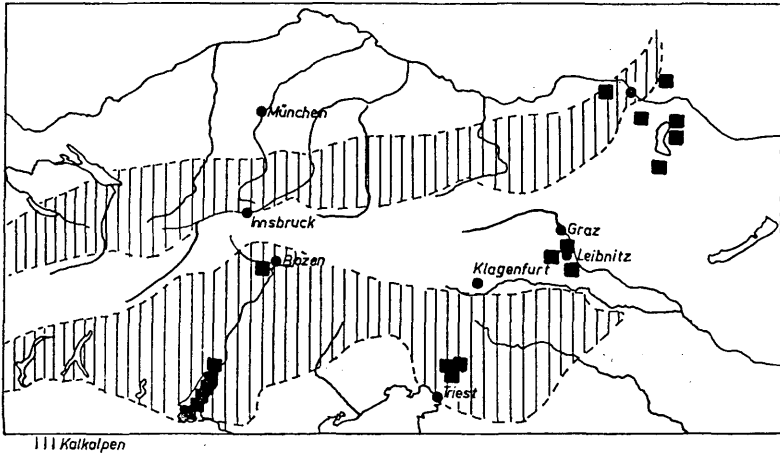 München
Innsbruck
Graz
Leibnitz
Bozen
Klagenfurt
Triest
Kalkalpen